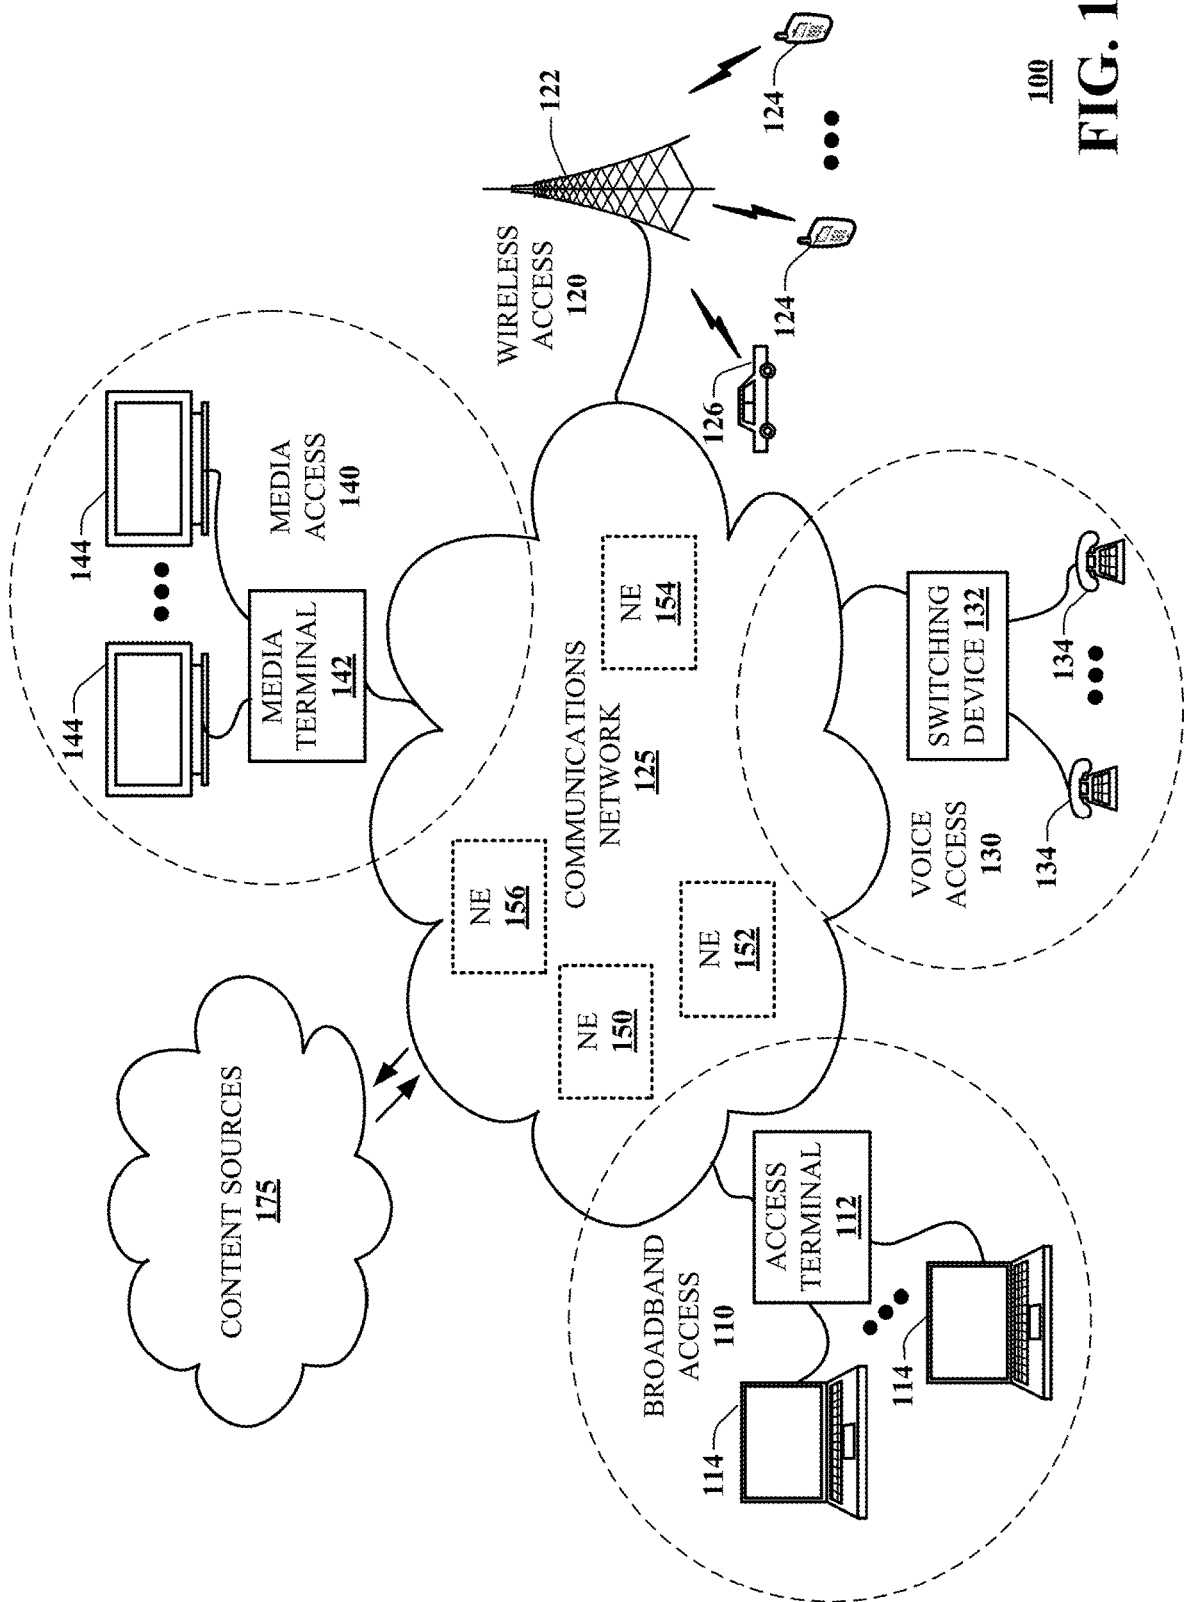 100
FIG. 1
CONTENT SOURCES
175
144
144
MEDIA
TERMINAL
142
MEDIA
ACCESS
140
WIRELESS
ACCESS
120
122
124
124
126
NE
156
NE
150
NE
152
NE
154
COMMUNICATIONS
NETWORK
125
BROADBAND
ACCESS
110
ACCESS
TERMINAL
112
114
114
VOICE
ACCESS
130
SWITCHING
DEVICE 132
134
134